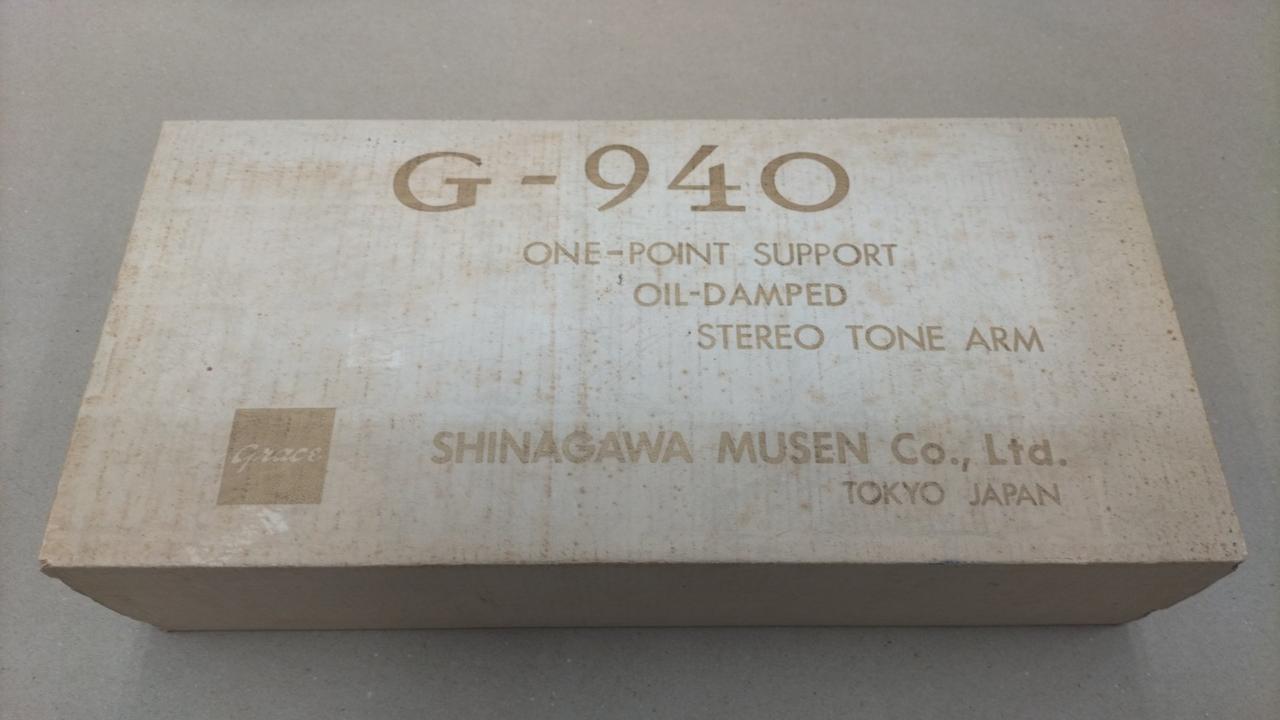 G-940
ONE-POINT SUPPORT
OIL-DAMPED
STEREO TONE ARM
Grace
SHINAGAWA MUSEN Co., Ltd.
TOKYO JAPAN